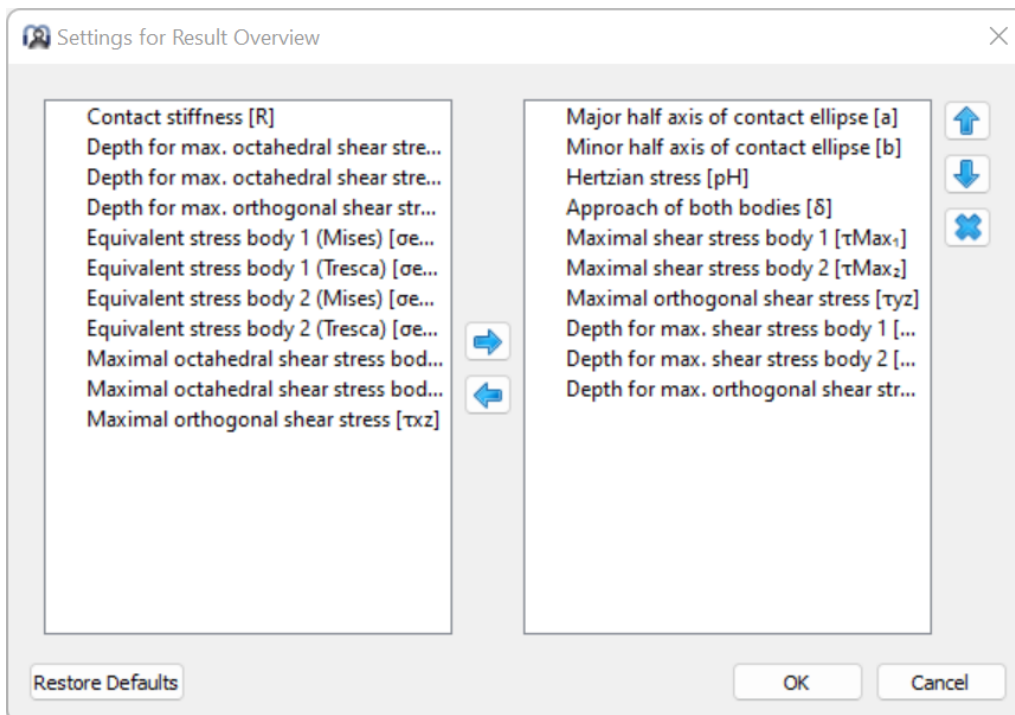 Settings for Result Overview
Contact stiffness [R]
Depth for max. octahedral shear stre...
Depth for max. octahedral shear stre...
Depth for max. orthogonal shear str...
Equivalent stress body 1 (Mises) [σe...
Equivalent stress body 1 (Tresca) [σe...
Equivalent stress body 2 (Mises) [σe...
Equivalent stress body 2 (Tresca) [σe...
Maximal octahedral shear stress bod...
Maximal octahedral shear stress bod...
Maximal orthogonal shear stress [τxz]
Major half axis of contact ellipse [a]
Minor half axis of contact ellipse [b]
Hertzian stress [pH]
Approach of both bodies [δ]
Maximal shear stress body 1 [τMax₁]
Maximal shear stress body 2 [τMax₂]
Maximal orthogonal shear stress [τyz]
Depth for max. shear stress body 1 [...
Depth for max. shear stress body 2 [...
Depth for max. orthogonal shear str...
Restore Defaults
OK
Cancel